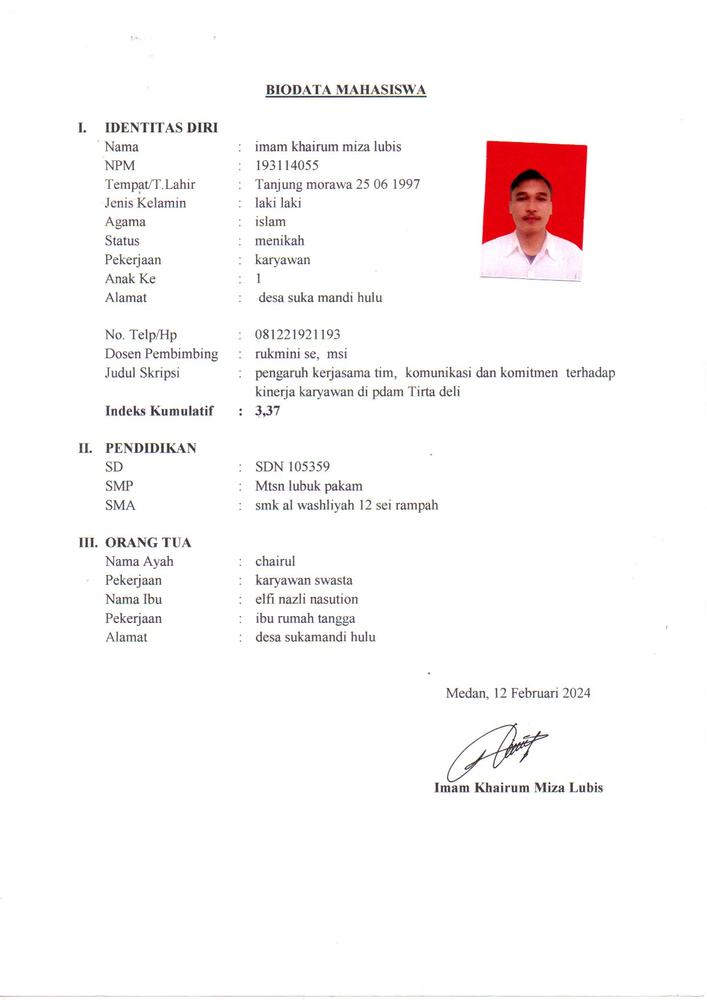 BIODATA MAHASISWA
I. IDENTITAS DIRI
Nama : imam khairum miza lubis
NPM : 193114055
Tempat/T.Lahir : Tanjung morawa 25 06 1997
Jenis Kelamin : laki laki
Agama : islam
Status : menikah
Pekerjaan : karyawan
Anak Ke : 1
Alamat : desa suka mandi hulu
No. Telp/Hp : 081221921193
Dosen Pembimbing : rukmini se, msi
Judul Skripsi : pengaruh kerjasama tim, komunikasi dan komitmen terhadap
kinerja karyawan di pdam Tirta deli
Indeks Kumulatif : 3,37
II. PENDIDIKAN
SD : SDN 105359
SMP : Mtsn lubuk pakam
SMA : smk al washliyah 12 sei rampah
III. ORANG TUA
Nama Ayah : chairul
Pekerjaan : karyawan swasta
Nama Ibu : elfi nazli nasution
Pekerjaan : ibu rumah tangga
Alamat : desa sukamandi hulu
Medan, 12 Februari 2024
Imam Khairum Miza Lubis